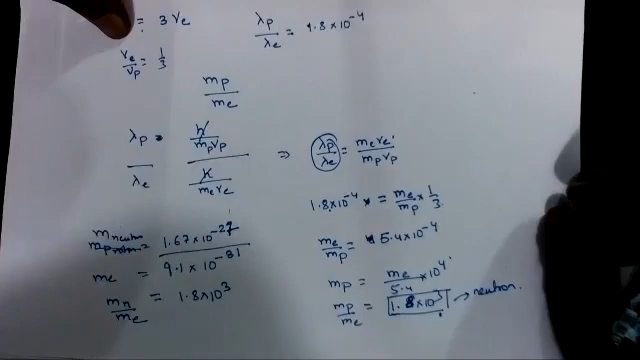 = 3 Ve
λp/λe = 1.8×10⁻⁴
Ve/Vp = 1/3
mp/me
λp = h/mpVp
λe h/meVe
⇒ λp/λe = meVe/mpVp
1.8×10⁻⁴ = me/mp × 1/3
me/mp = 5.4×10⁻⁴
mp = me/5.4 × 10⁴
mp/me = 1.8×10³ → neutron.
m neutron = 1.67×10⁻²⁷
me = 9.1×10⁻³¹
mn/me = 1.8×10³